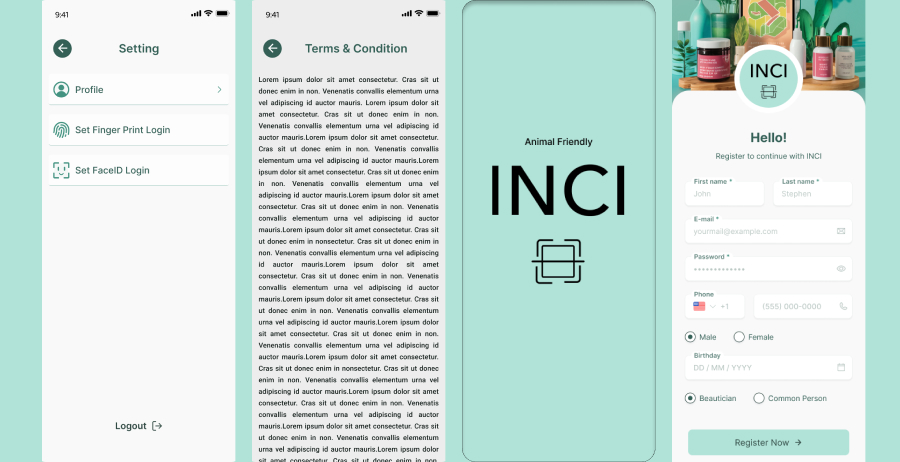 9:41
Setting
Profile
Set Finger Print Login
Set FaceID Login
Logout
9:41
Terms & Condition
Lorem ipsum dolor sit amet consectetur. Cras sit ut
dolor enim in non. Venenatis convallis elementum urna
vel adipiscing id auctor mauris. Lorem ipsum dolor sit
amet consectetur. Cras sit ut donec enim in non.
Venenatis convallis elementum urna vel adipiscing id
auctor mauris.Lorem ipsum dolor sit amet consectetur.
Cras sit ut donec enim in non. Venenatis convallis
elementum urna vel adipiscing id auctor mauris.Lorem
ipsum dolor sit amet consectetur. Cras sit ut donec enim
in non. Venenatis convallis elementum urna vel
adipiscing id auctor mauris.Lorem ipsum dolor sit amet
consectetur. Cras sit ut donec enim in non. Venenatis
convallis elementum urna vel adipiscing id auctor
mauris.Lorem ipsum dolor sit amet consectetur. Cras sit
ut donec enim in nonsectetur. Cras sit ut donec enim in
non. Venenatis convallis elementum urna vel adipiscing
id auctor mauris.Lorem ipsum dolor sit amet
consectetur. Cras sit ut donec enim in non. Venenatis
convallis elementum urna vel adipiscing id auctor
mauris.Lorem ipsum dolor sit amet consectetur. Cras sit
ut donec enim in non. Venenatis convallis elementum
urna vel adipiscing id auctor mauris.Lorem ipsum dolor
sit amet consectetur. Cras sit ut donec enim in non.
Venenatis convallis elementum urna vel adipiscing id
auctor mauris.Lorem ipsum dolor sit amet consectetur.
Cras sit ut donec enim in nonsectetur. Cras sit ut donec
enim in non. Venenatis convallis elementum urna vel
adipiscing id auctor mauris.Lorem ipsum dolor sit amet
consectetur. Cras sit ut donec enim in non. Venenatis
convallis elementum urna vel adipiscing id auctor
mauris.Lorem ipsum dolor sit amet consectetur. Cras sit
ut donec enim in non. Venenatis convallis elementum
urna vel adipiscing id auctor mauris.Lorem ipsum dolor
sit amet consectetur. Cras sit ut donec enim in non.
Animal Friendly
INCI
INCI
Hello!
Register to continue with INCI
First name *
Last name *
John
Stephen
E-mail *
yourmail@example.com
Password *
Phone
+1
(555) 000-0000
Male
Female
Birthday
DD / MM / YYYY
Beautician
Common Person
Register Now